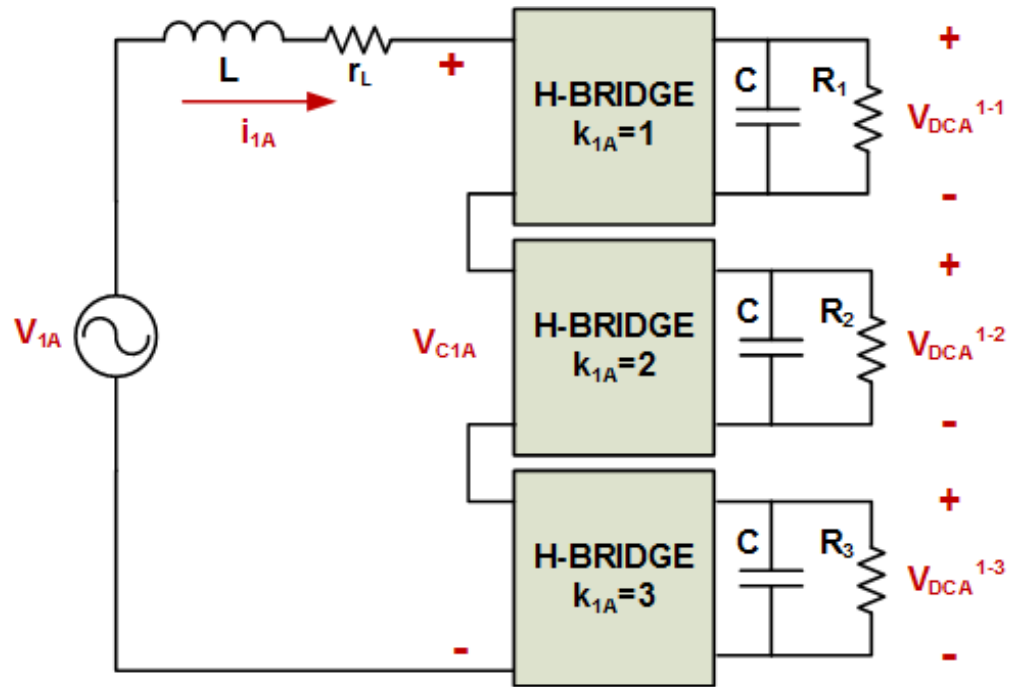 L
r_L
i_1A
+
H-BRIDGE
k_1A=1
C
R_1
+
V_DCA^1-1
-
V_1A
V_C1A
H-BRIDGE
k_1A=2
C
R_2
+
V_DCA^1-2
-
H-BRIDGE
k_1A=3
C
R_3
+
V_DCA^1-3
-
-